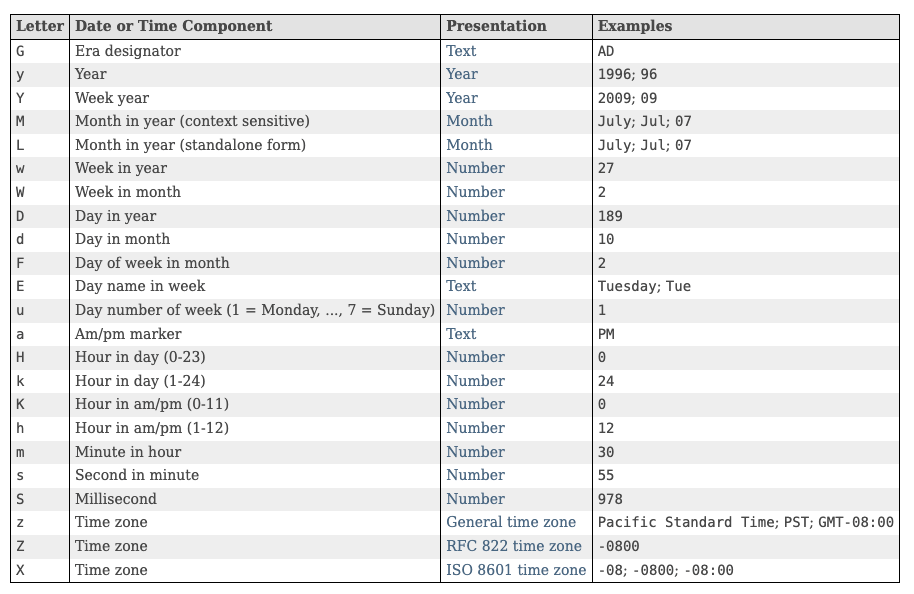 Letter Date or Time Component Presentation Examples
G Era designator Text AD
y Year Year 1996; 96
Y Week year Year 2009; 09
M Month in year (context sensitive) Month July; Jul; 07
L Month in year (standalone form) Month July; Jul; 07
w Week in year Number 27
W Week in month Number 2
D Day in year Number 189
d Day in month Number 10
F Day of week in month Number 2
E Day name in week Text Tuesday; Tue
u Day number of week (1 = Monday, ..., 7 = Sunday) Number 1
a Am/pm marker Text PM
H Hour in day (0-23) Number 0
k Hour in day (1-24) Number 24
K Hour in am/pm (0-11) Number 0
h Hour in am/pm (1-12) Number 12
m Minute in hour Number 30
s Second in minute Number 55
S Millisecond Number 978
z Time zone General time zone Pacific Standard Time; PST; GMT-08:00
Z Time zone RFC 822 time zone -0800
X Time zone ISO 8601 time zone -08; -0800; -08:00